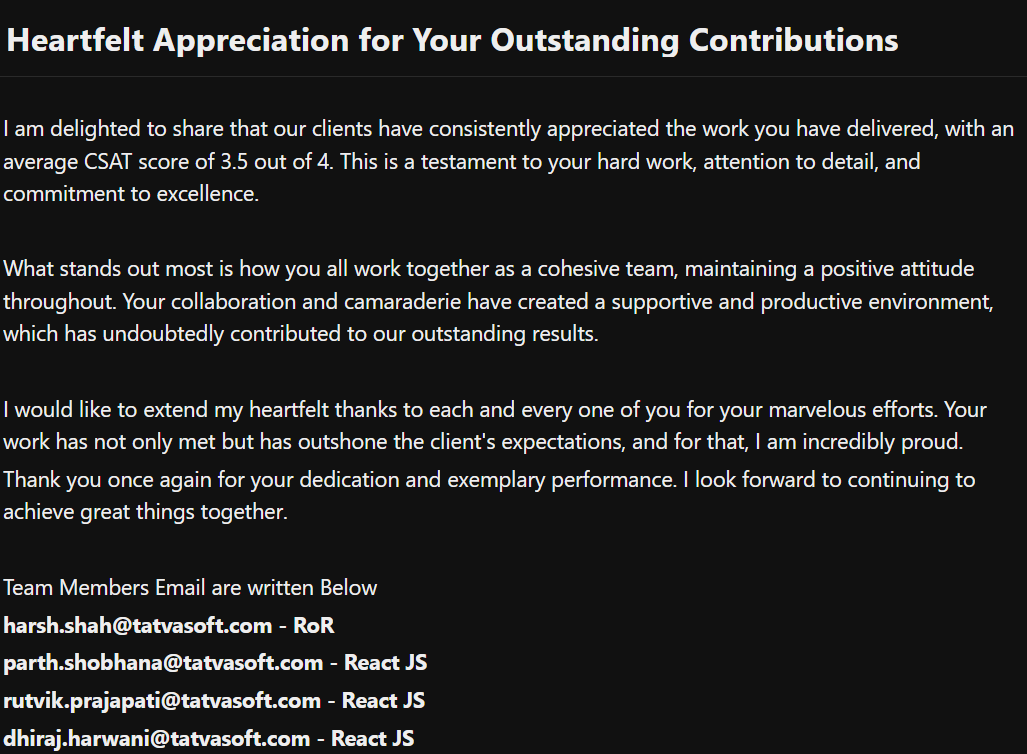 Heartfelt Appreciation for Your Outstanding Contributions
I am delighted to share that our clients have consistently appreciated the work you have delivered, with an
average CSAT score of 3.5 out of 4. This is a testament to your hard work, attention to detail, and
commitment to excellence.
What stands out most is how you all work together as a cohesive team, maintaining a positive attitude
throughout. Your collaboration and camaraderie have created a supportive and productive environment,
which has undoubtedly contributed to our outstanding results.
I would like to extend my heartfelt thanks to each and every one of you for your marvelous efforts. Your
work has not only met but has outshone the client's expectations, and for that, I am incredibly proud.
Thank you once again for your dedication and exemplary performance. I look forward to continuing to
achieve great things together.
Team Members Email are written Below
harsh.shah@tatvasoft.com - RoR
parth.shobhana@tatvasoft.com - React JS
rutvik.prajapati@tatvasoft.com - React JS
dhiraj.harwani@tatvasoft.com - React JS